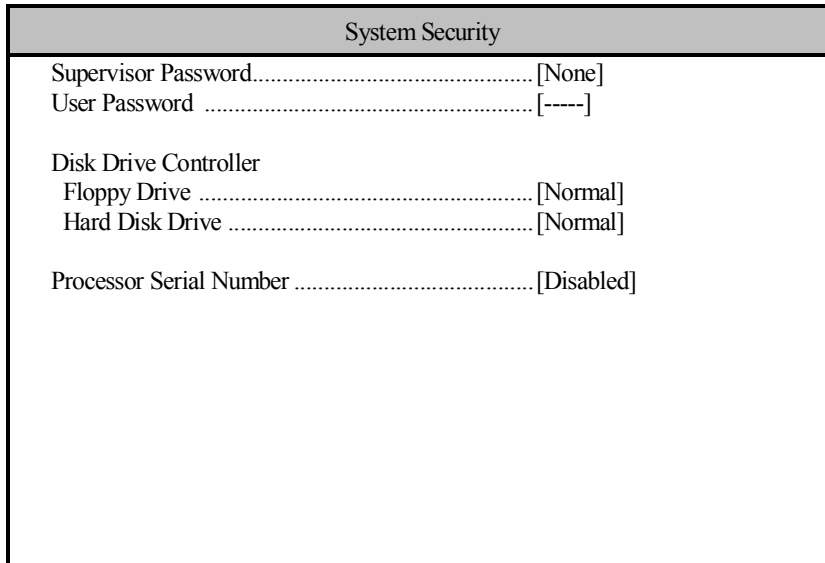 System Security
Supervisor Password...............................................[None]
User Password .......................................................[-----]
Disk Drive Controller
Floppy Drive ........................................................[Normal]
Hard Disk Drive ...................................................[Normal]
Processor Serial Number ........................................[Disabled]